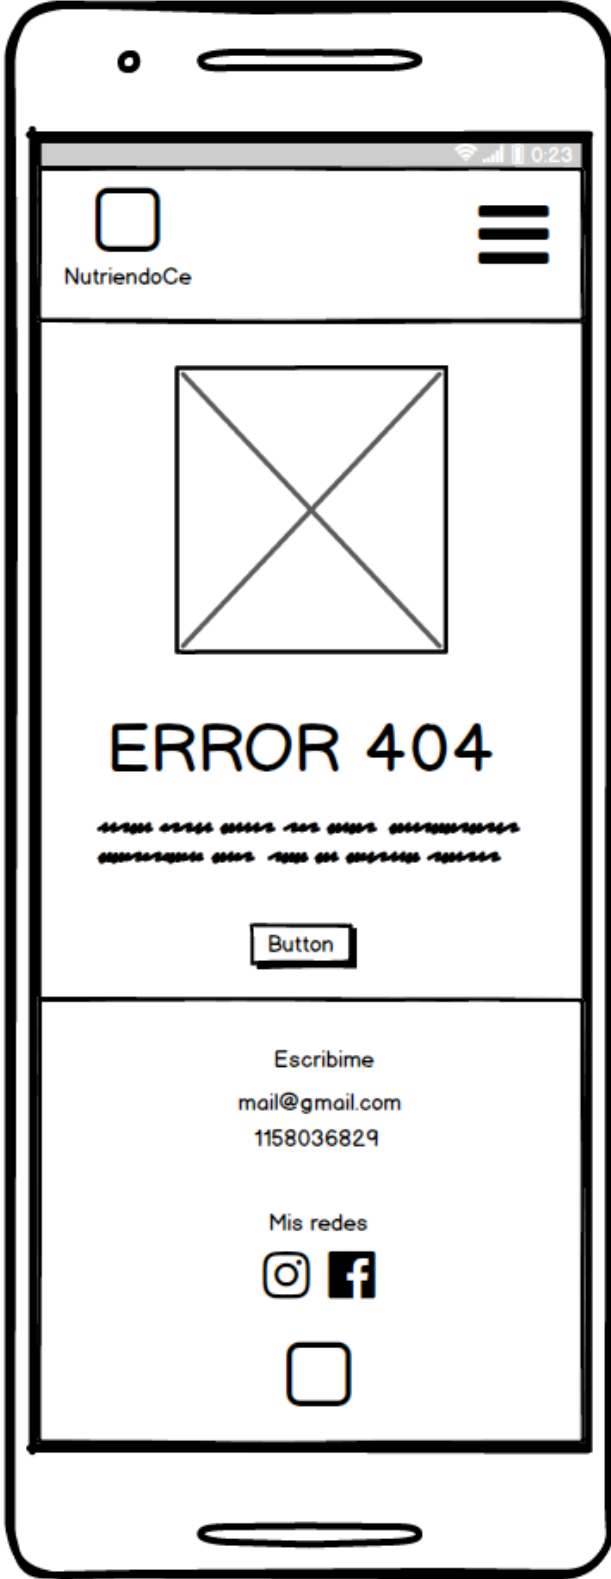 0:23
NutriendoCe
ERROR 404
Button
Escribime
mail@gmail.com
1158036829
Mis redes